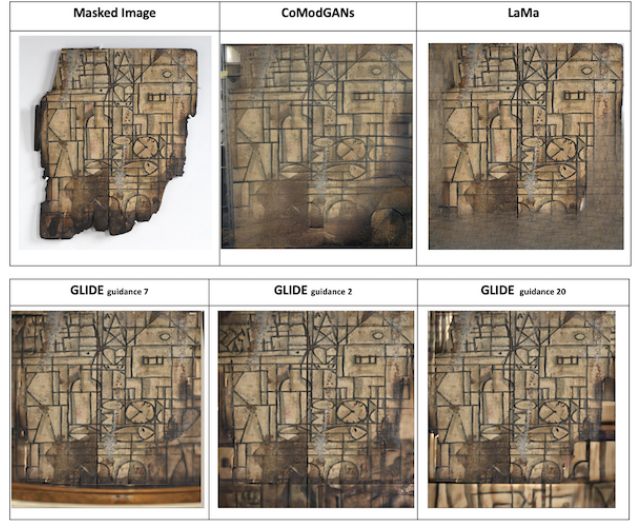 Masked Image
CoModGANs
LaMa
GLIDE guidance 7
GLIDE guidance 2
GLIDE guidance 20